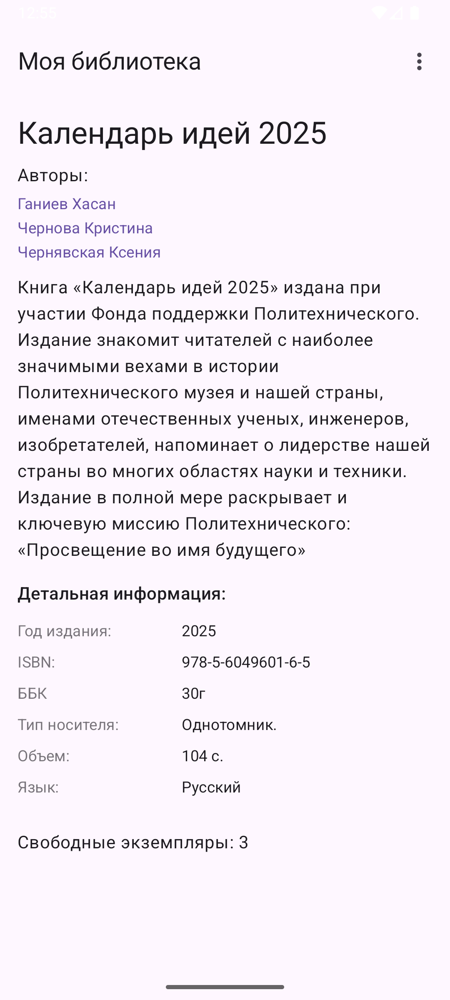 12:55
Моя библиотека
Календарь идей 2025
Авторы:
Ганиев Хасан
Чернова Кристина
Чернявская Ксения
Книга «Календарь идей 2025» издана при
участии Фонда поддержки Политехнического.
Издание знакомит читателей с наиболее
значимыми вехами в истории
Политехнического музея и нашей страны,
именами отечественных ученых, инженеров,
изобретателей, напоминает о лидерстве нашей
страны во многих областях науки и техники.
Издание в полной мере раскрывает и
ключевую миссию Политехнического:
«Просвещение во имя будущего»
Детальная информация:
Год издания: 2025
ISBN: 978-5-6049601-6-5
ББК 30г
Тип носителя: Однотомник.
Объем: 104 с.
Язык: Русский
Свободные экземпляры: 3